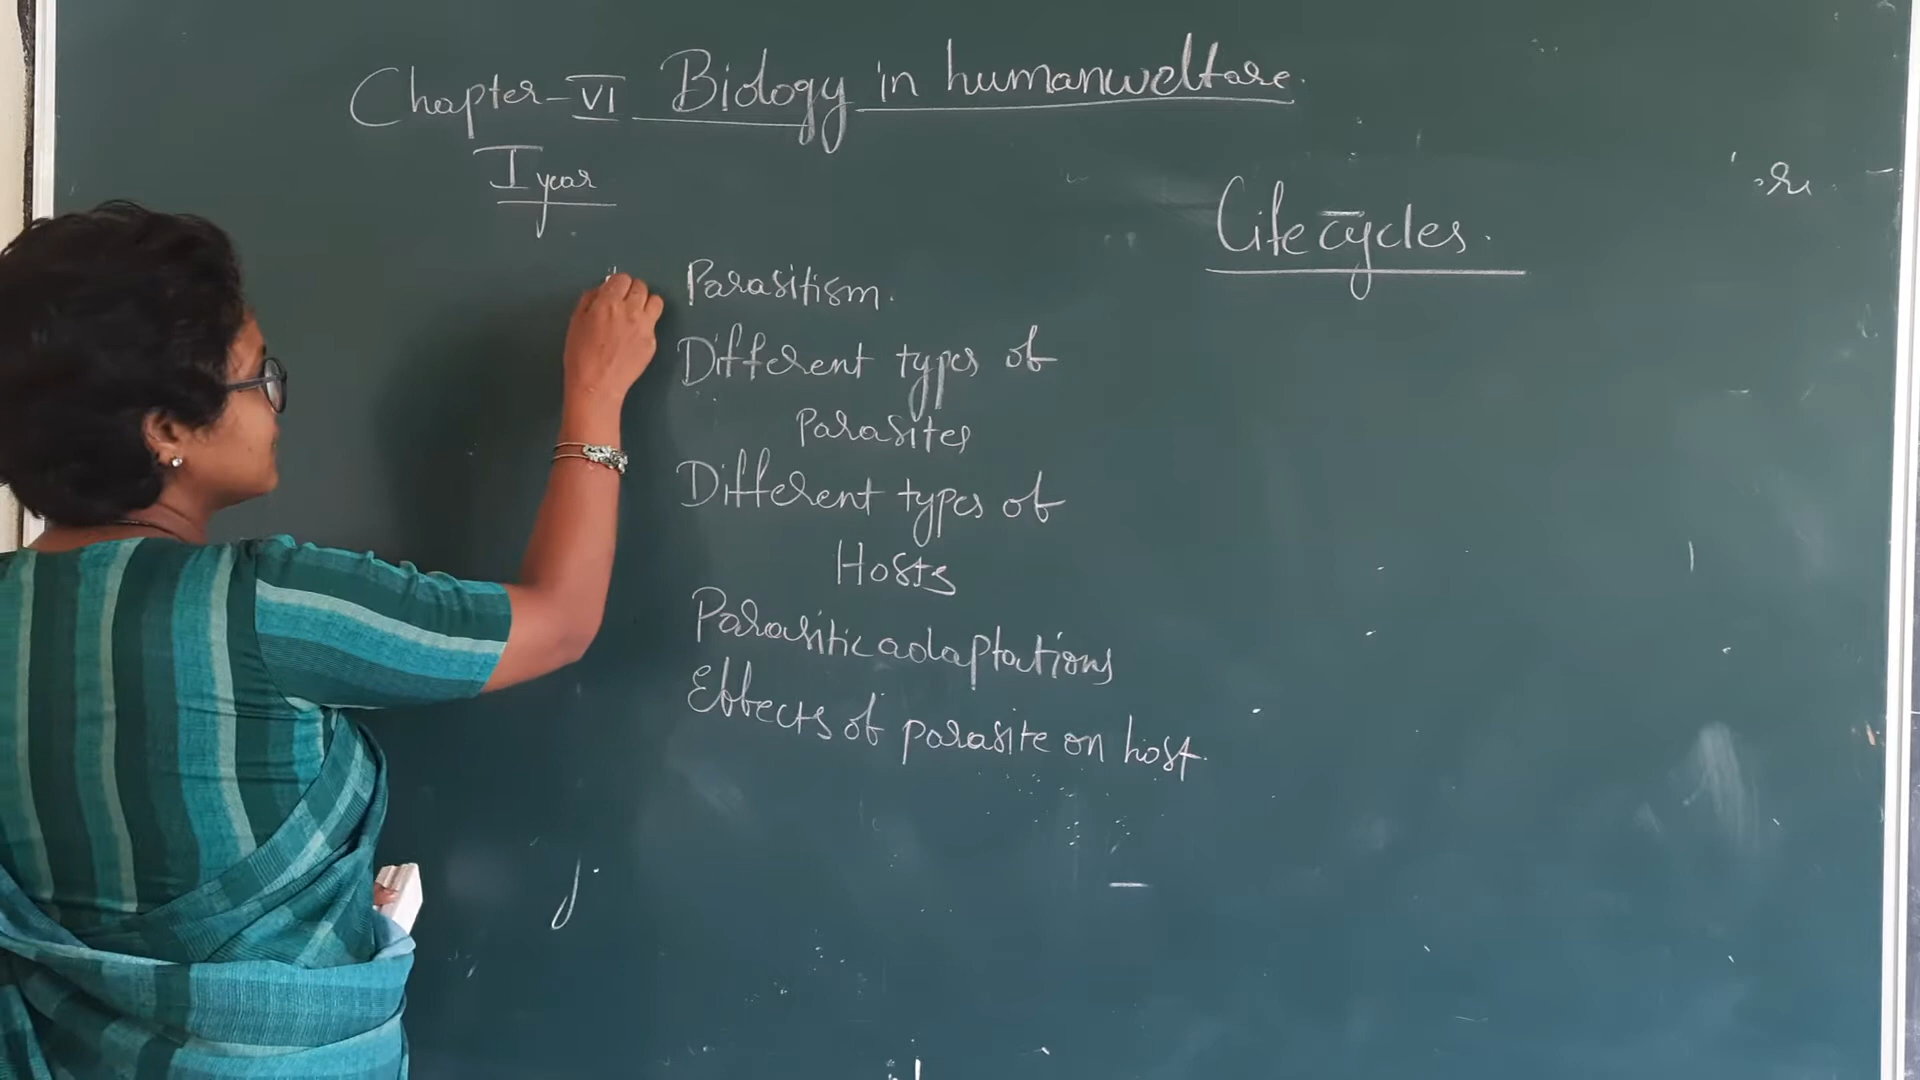 Chapter-VI Biology in humanwelfare.
I year
Life cycles.
Parasitism.
Different types of
Parasites
Different types of
Hosts
Parasitic adaptations
Effects of parasite on host.